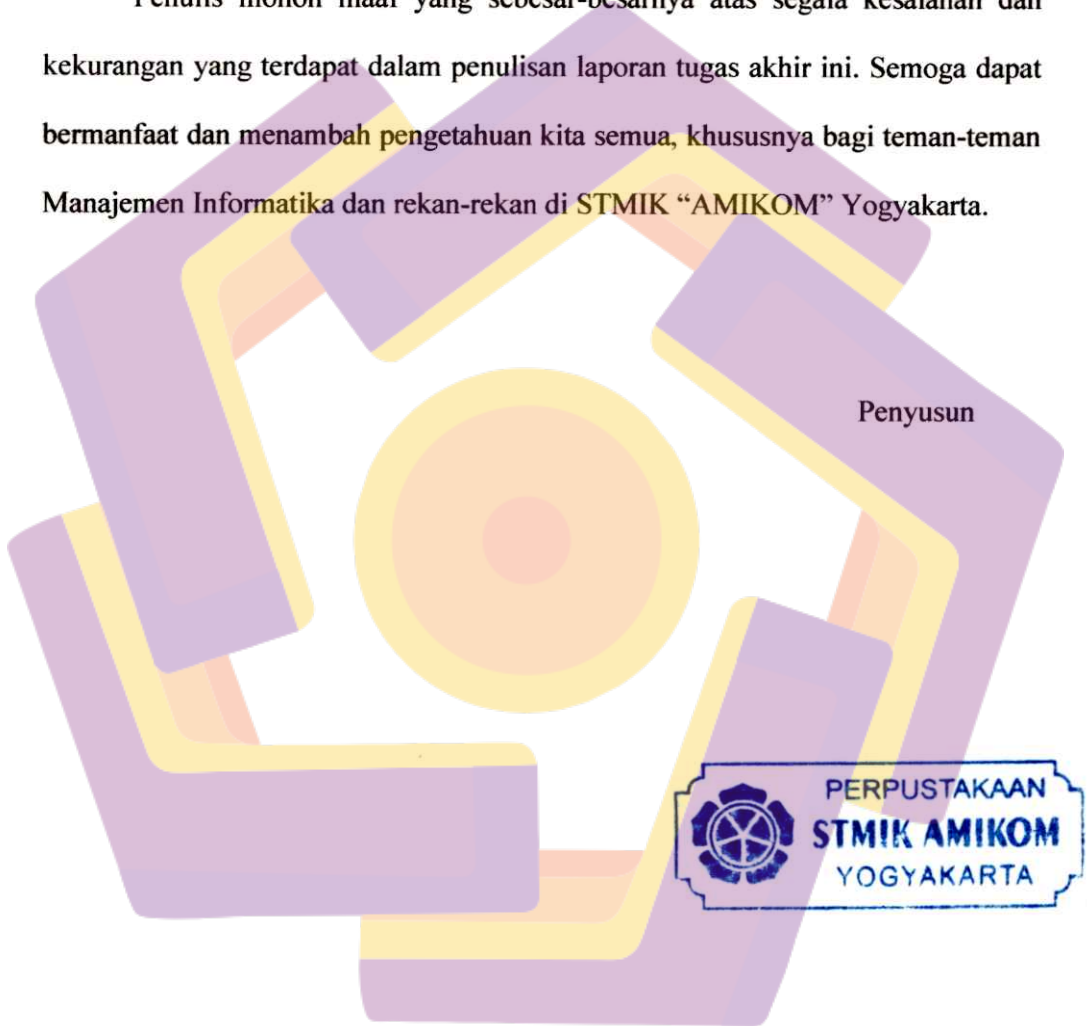 Penulis mohon maaf yang sebesar-besarnya atas segala kesalahan dan
kekurangan yang terdapat dalam penulisan laporan tugas akhir ini. Semoga dapat
bermanfaat dan menambah pengetahuan kita semua, khususnya bagi teman-teman
Manajemen Informatika dan rekan-rekan di STMIK “AMIKOM” Yogyakarta.
Penyusun
PERPUSTAKAAN
STMIK AMIKOM
YOGYAKARTA